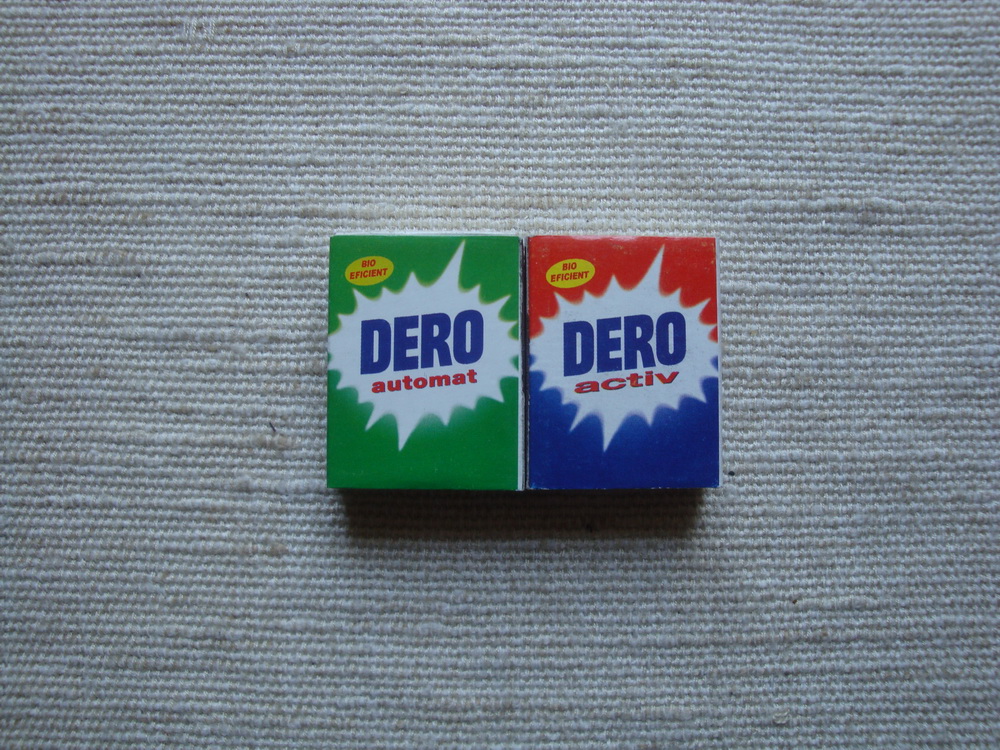 BIO
EFICIENT
DERO
automat
BIO
EFICIENT
DERO
activ